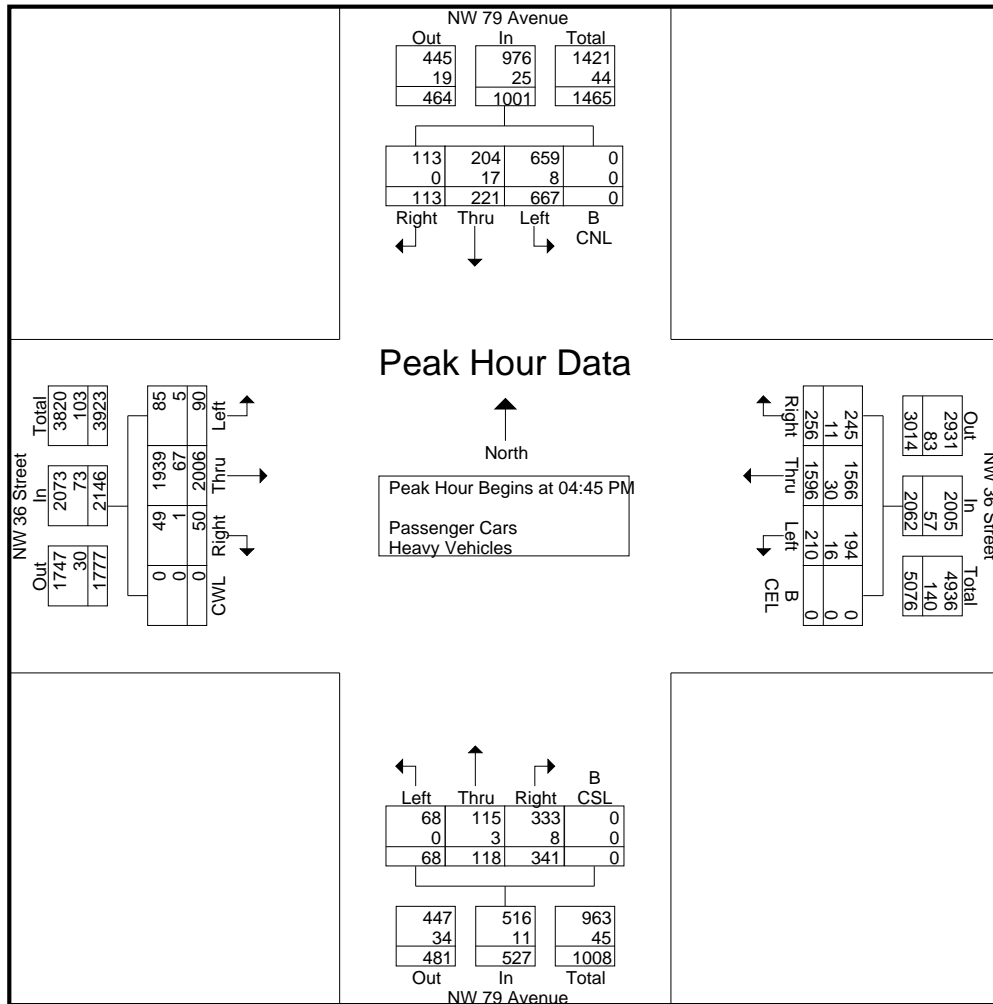 NW 79 Avenue
Out In Total
445 976 1421
19 25 44
464 1001 1465
113 204 659 0
0 17 8 0
113 221 667 0
Right Thru Left B
CNL
Peak Hour Data
North
Peak Hour Begins at 04:45 PM
Passenger Cars
Heavy Vehicles
NW 36 Street
Total In Out
3820 2073 1747
103 73 30
3923 2146 1777
85 1939 49 0
5 67 1 0
90 2006 50 0
Left Thru Right CWL
NW 36 Street
Out In Total
2931 2005 4936
83 57 140
3014 2062 5076
245 1566 194 0
11 30 16 0
256 1596 210 0
Right Thru Left B
CEL
B
Left Thru Right CSL
68 115 333 0
0 3 8 0
68 118 341 0
447 516 963
34 11 45
481 527 1008
Out In Total
NW 79 Avenue